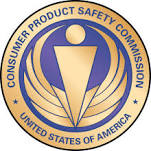 CONSUMER PRODUCT SAFETY COMMISSION
UNITED STATES OF AMERICA